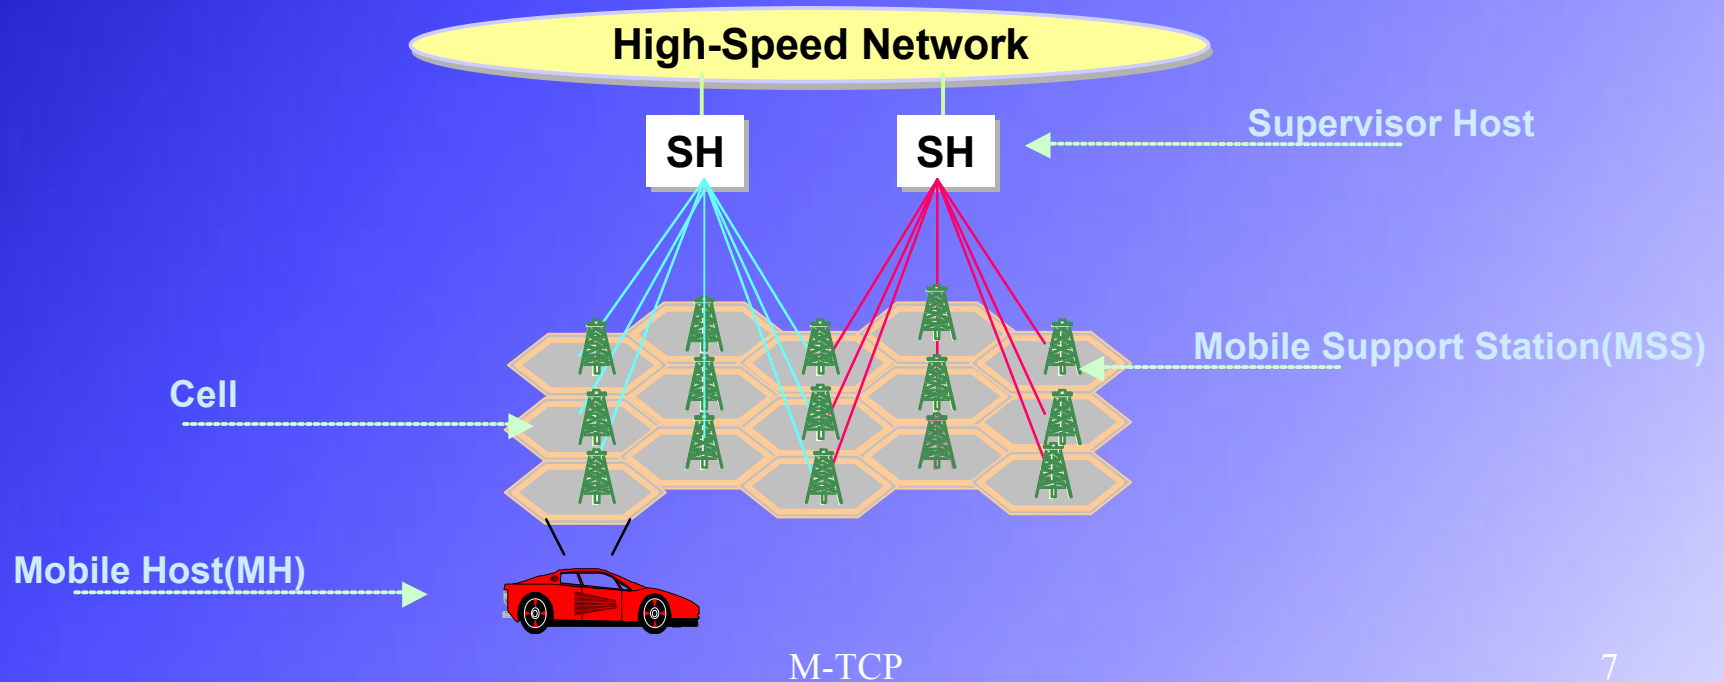 High-Speed Network
SH
SH
Supervisor Host
Mobile Support Station(MSS)
Cell
Mobile Host(MH)
M-TCP
7